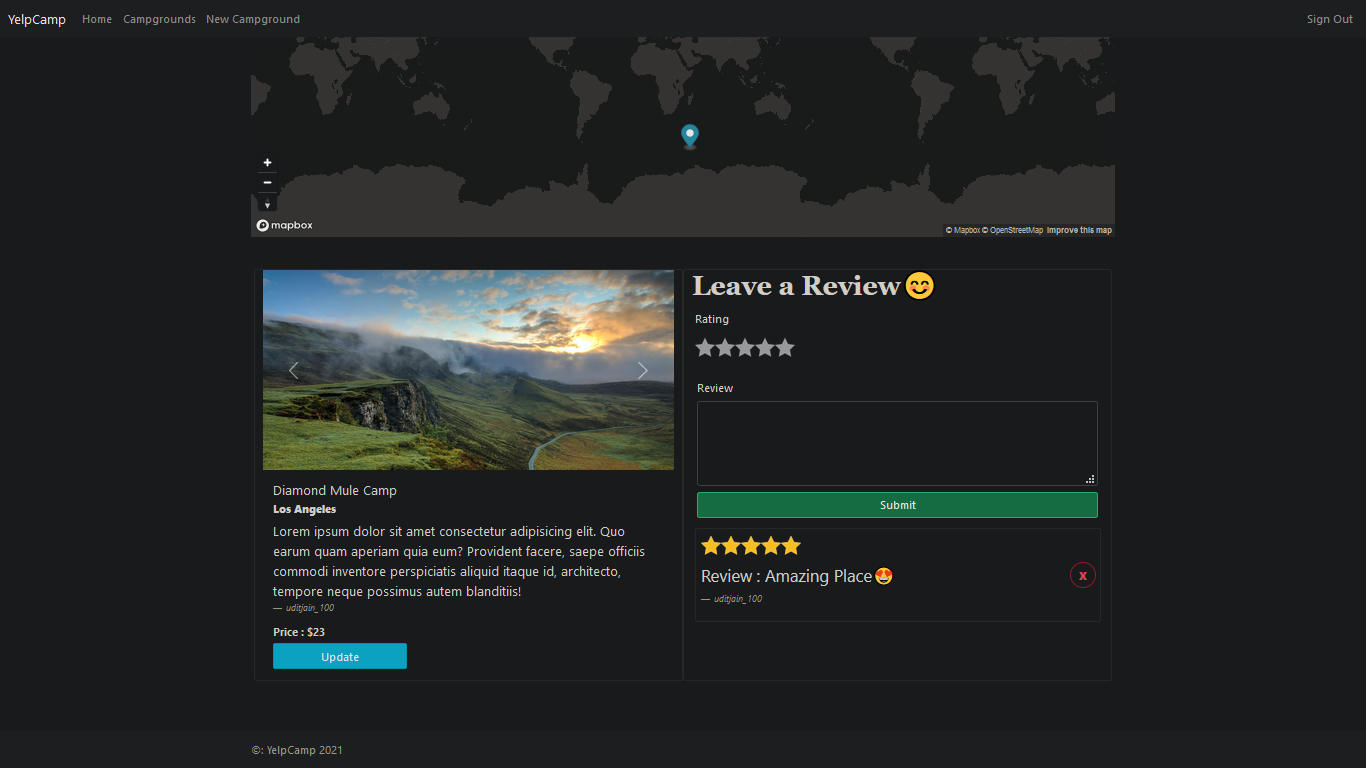 YelpCamp Home Campgrounds New Campground Sign Out
mapbox
© Mapbox © OpenStreetMap Improve this map
Diamond Mule Camp
Los Angeles
Lorem ipsum dolor sit amet consectetur adipisicing elit. Quo
earum quam aperiam quia eum? Provident facere, saepe officiis
commodi inventore perspiciatis aliquid itaque id, architecto,
tempore neque possimus autem blanditiis!
— uditjain_100
Price : $23
Update
Leave a Review😊
Rating
Review
Submit
Review : Amazing Place😍
x
— uditjain_100
©: YelpCamp 2021